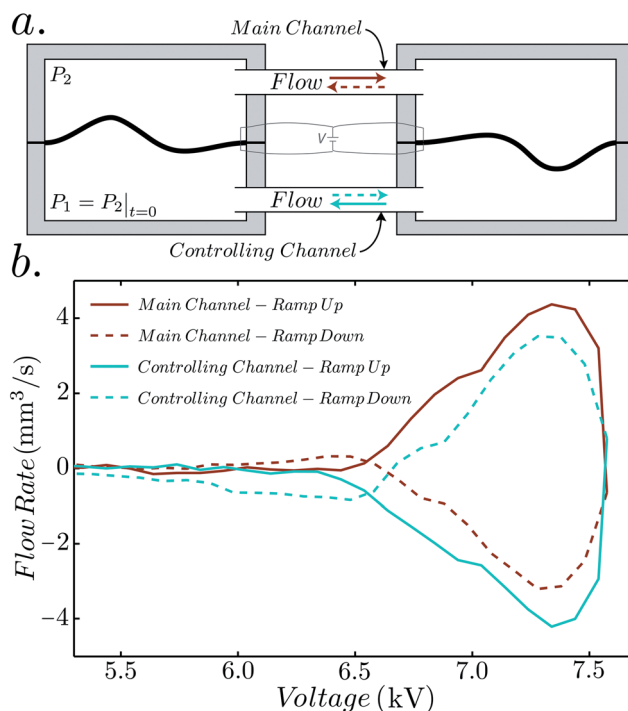 a.
Main Channel
P₂
Flow
V
P₁ = P₂|ₜ₌₀
Flow
Controlling Channel
b.
Main Channel – Ramp Up
Main Channel – Ramp Down
Controlling Channel – Ramp Up
Controlling Channel – Ramp Down
Flow Rate (mm³/s)
4
2
0
-2
-4
5.5 6.0 6.5 7.0 7.5
Voltage (kV)